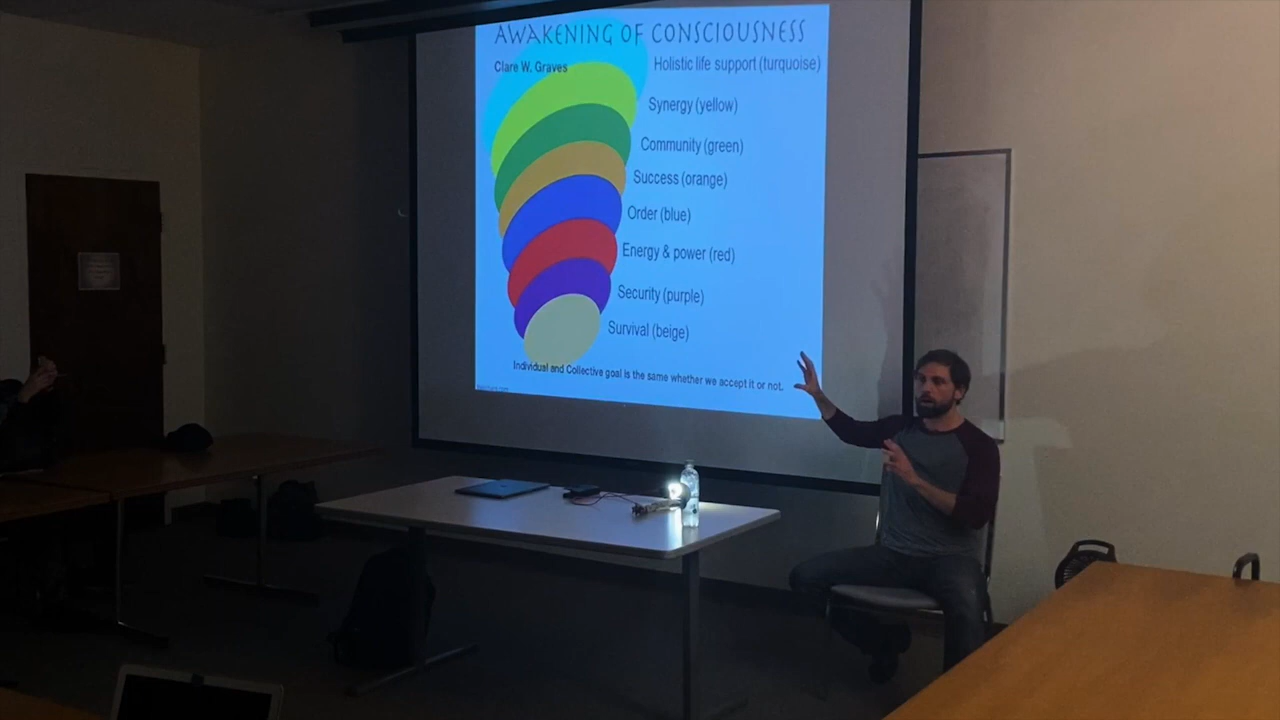 AWAKENING OF CONSCIOUSNESS
Clare W. Graves
Holistic life support (turquoise)
Synergy (yellow)
Community (green)
Success (orange)
Order (blue)
Energy & power (red)
Security (purple)
Survival (beige)
Individual and Collective goal is the same whether we accept it or not.